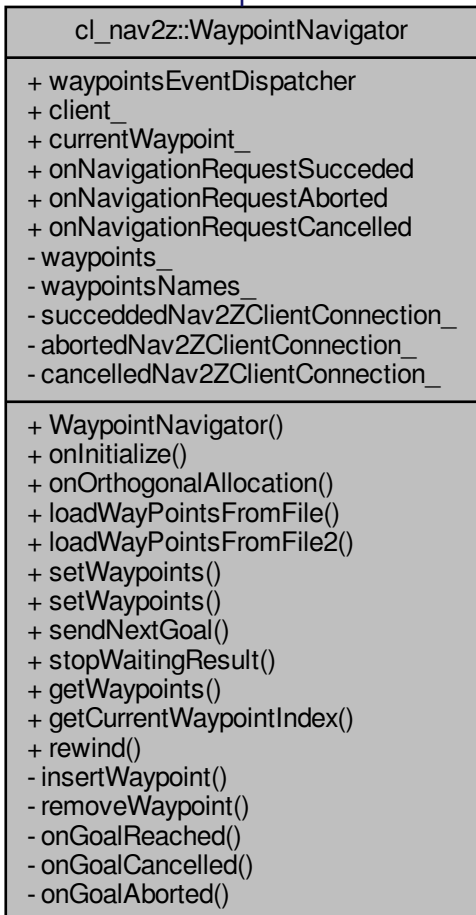 cl_nav2z::WaypointNavigator
+ waypointsEventDispatcher
+ client_
+ currentWaypoint_
+ onNavigationRequestSucceded
+ onNavigationRequestAborted
+ onNavigationRequestCancelled
- waypoints_
- waypointsNames_
- succeddedNav2ZClientConnection_
- abortedNav2ZClientConnection_
- cancelledNav2ZClientConnection_
+ WaypointNavigator()
+ onInitialize()
+ onOrthogonalAllocation()
+ loadWayPointsFromFile()
+ loadWayPointsFromFile2()
+ setWaypoints()
+ setWaypoints()
+ sendNextGoal()
+ stopWaitingResult()
+ getWaypoints()
+ getCurrentWaypointIndex()
+ rewind()
- insertWaypoint()
- removeWaypoint()
- onGoalReached()
- onGoalCancelled()
- onGoalAborted()